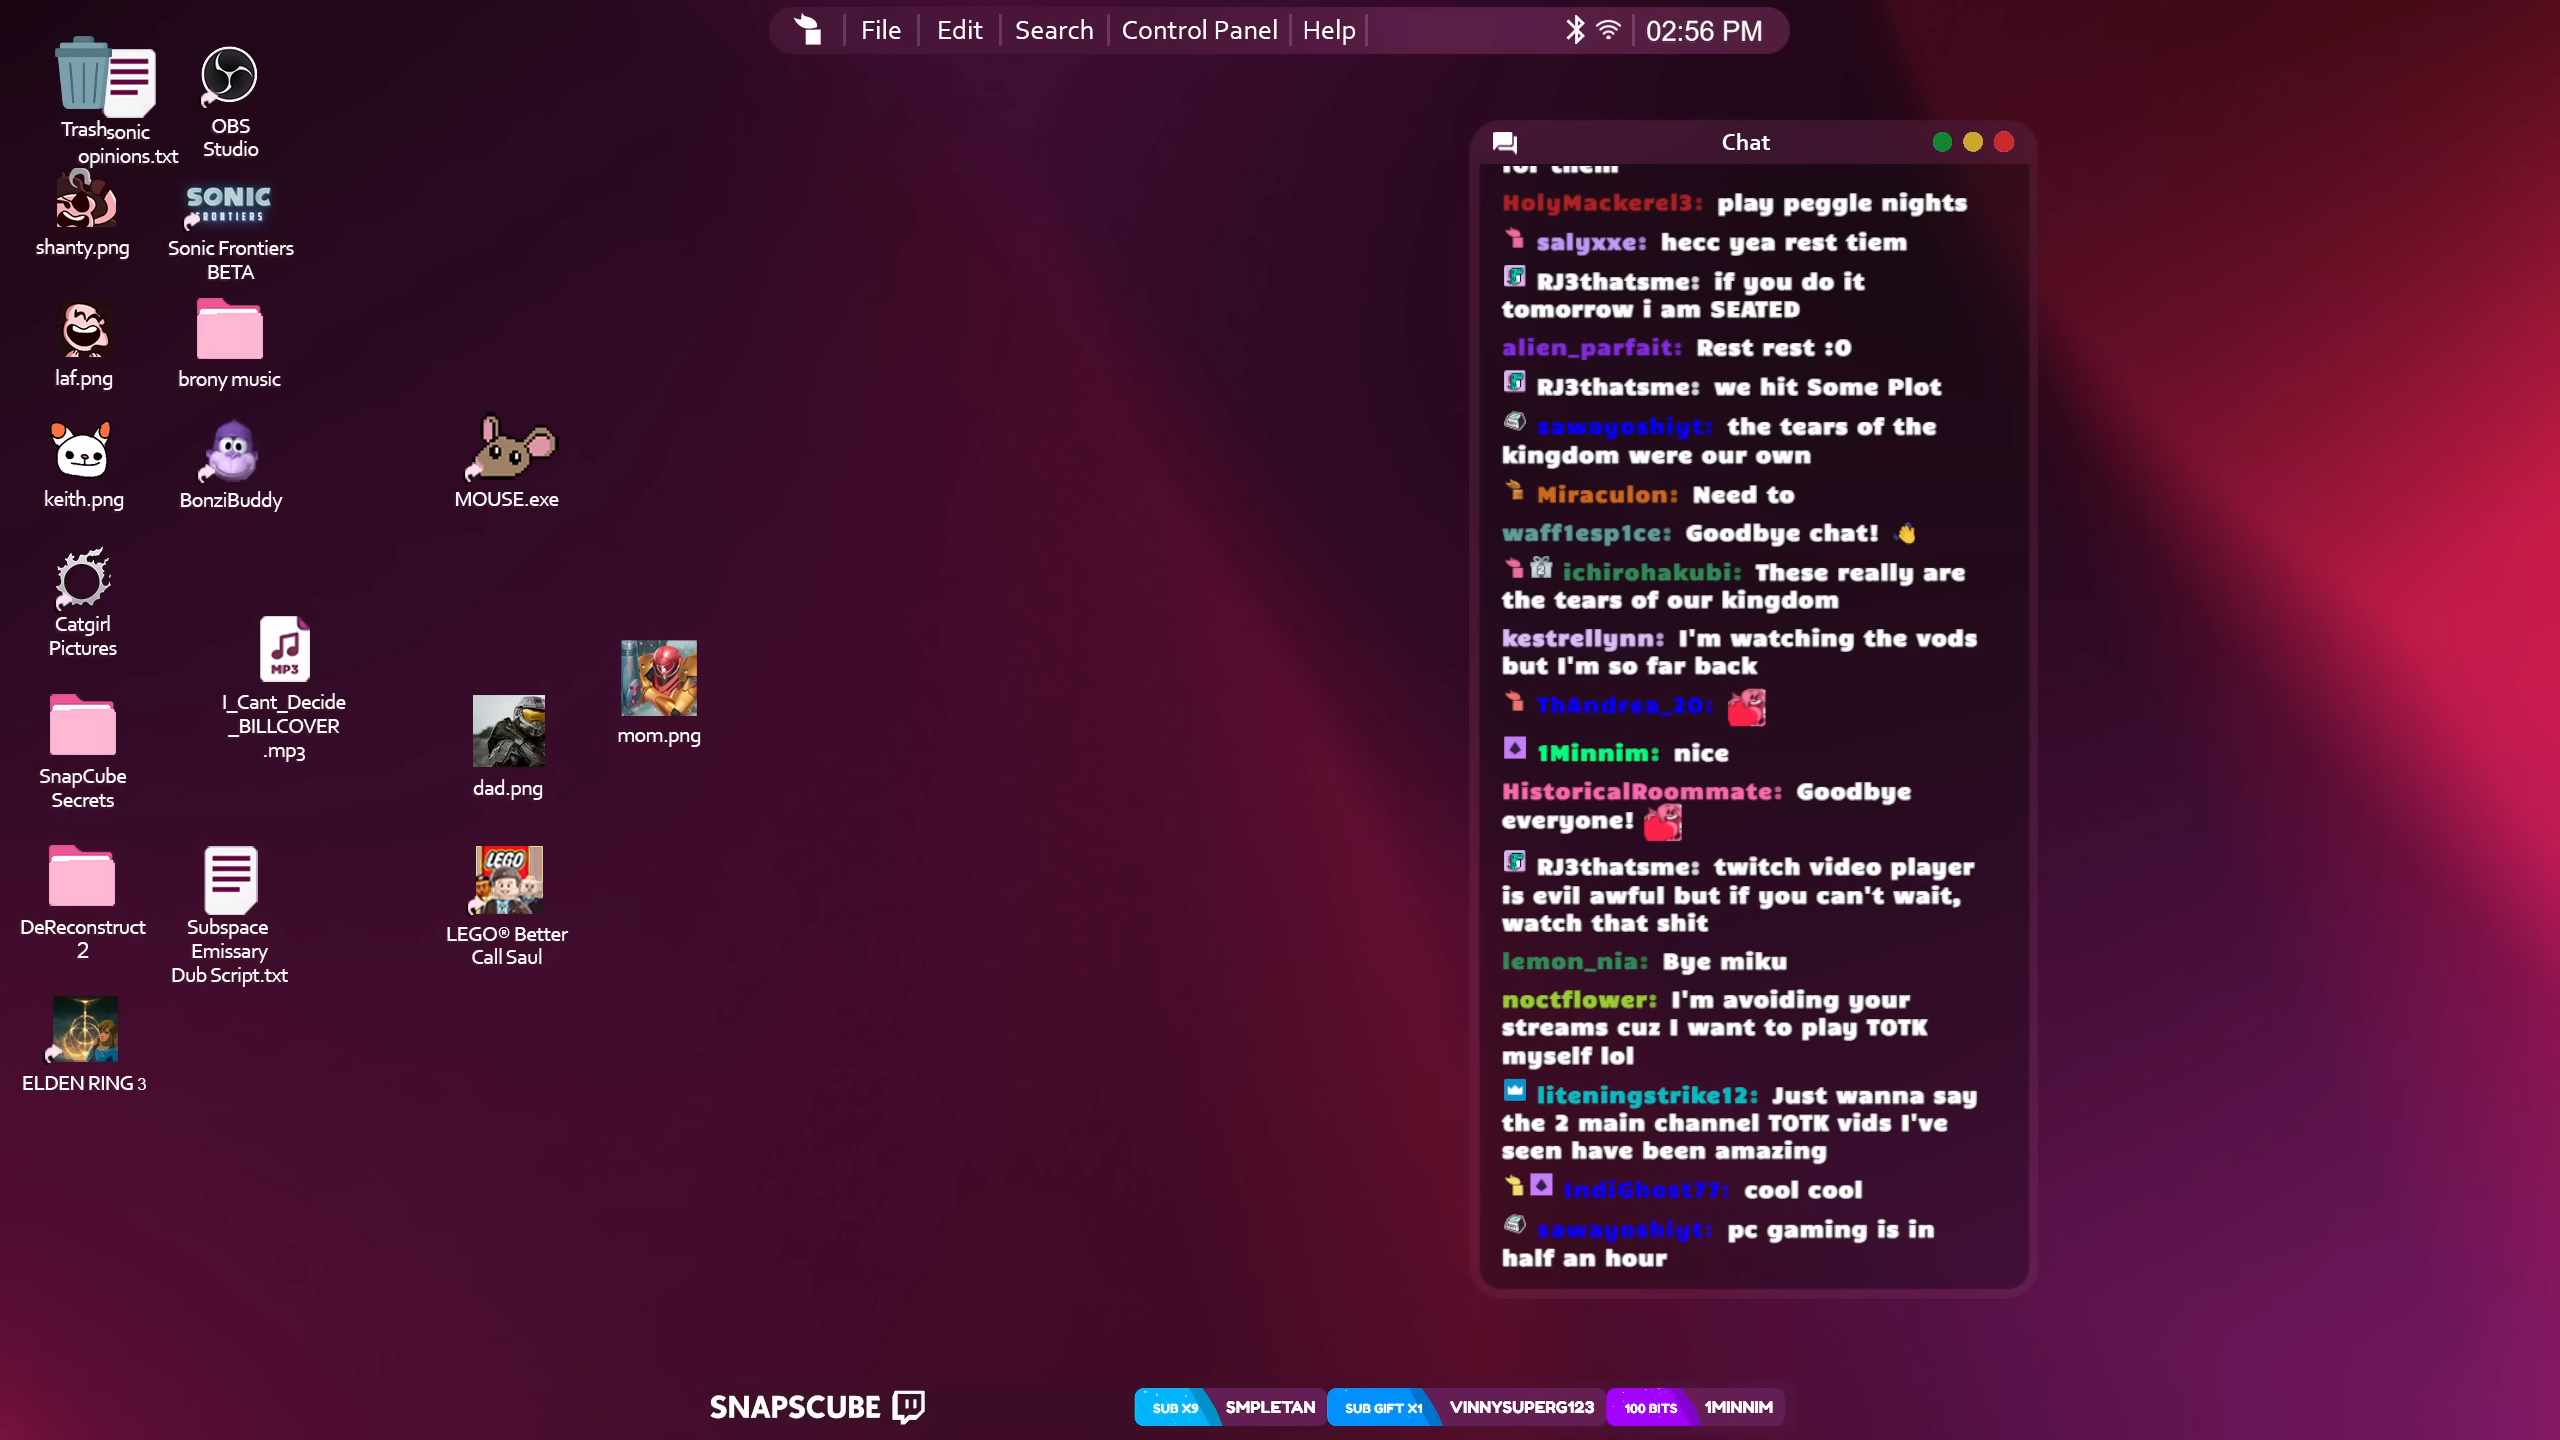 File
Edit
Search
Control Panel
Help
02:56 PM
Trash
sonic
opinions.txt
OBS
Studio
shanty.png
SONIC
FRONTIERS
Sonic Frontiers
BETA
laf.png
brony music
keith.png
BonziBuddy
MOUSE.exe
Catgirl
Pictures
MP3
I_Cant_Decide
_BILLCOVER
.mp3
mom.png
dad.png
SnapCube
Secrets
DeReconstruct
2
Subspace
Emissary
Dub Script.txt
LEGO
LEGO® Better
Call Saul
ELDEN RING 3
Chat
for them
HolyMackerel3: play peggle nights
salyxxe: hecc yea rest tiem
RJ3thatsme: if you do it
tomorrow i am SEATED
alien_parfait: Rest rest :O
RJ3thatsme: we hit Some Plot
sawayoshiyt: the tears of the
kingdom were our own
Miraculon: Need to
waff1esp1ce: Goodbye chat! 👋
2
ichirohakubi: These really are
the tears of our kingdom
kestrellynn: I'm watching the vods
but I'm so far back
ThAndrea_20:
1Minnim: nice
HistoricalRoommate: Goodbye
everyone!
RJ3thatsme: twitch video player
is evil awful but if you can't wait,
watch that shit
lemon_nia: Bye miku
noctflower: I'm avoiding your
streams cuz I want to play TOTK
myself lol
liteningstrike12: Just wanna say
the 2 main channel TOTK vids I've
seen have been amazing
IndiGhost77: cool cool
sawayoshiyt: pc gaming is in
half an hour
SNAPSCUBE
SUB X9 SMPLETAN
SUB GIFT X1 VINNYSUPERG123
100 BITS 1MINNIM